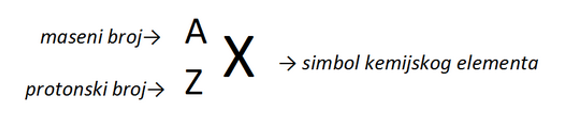 maseni broj→ A
X → simbol kemijskog elementa
protonski broj→ Z